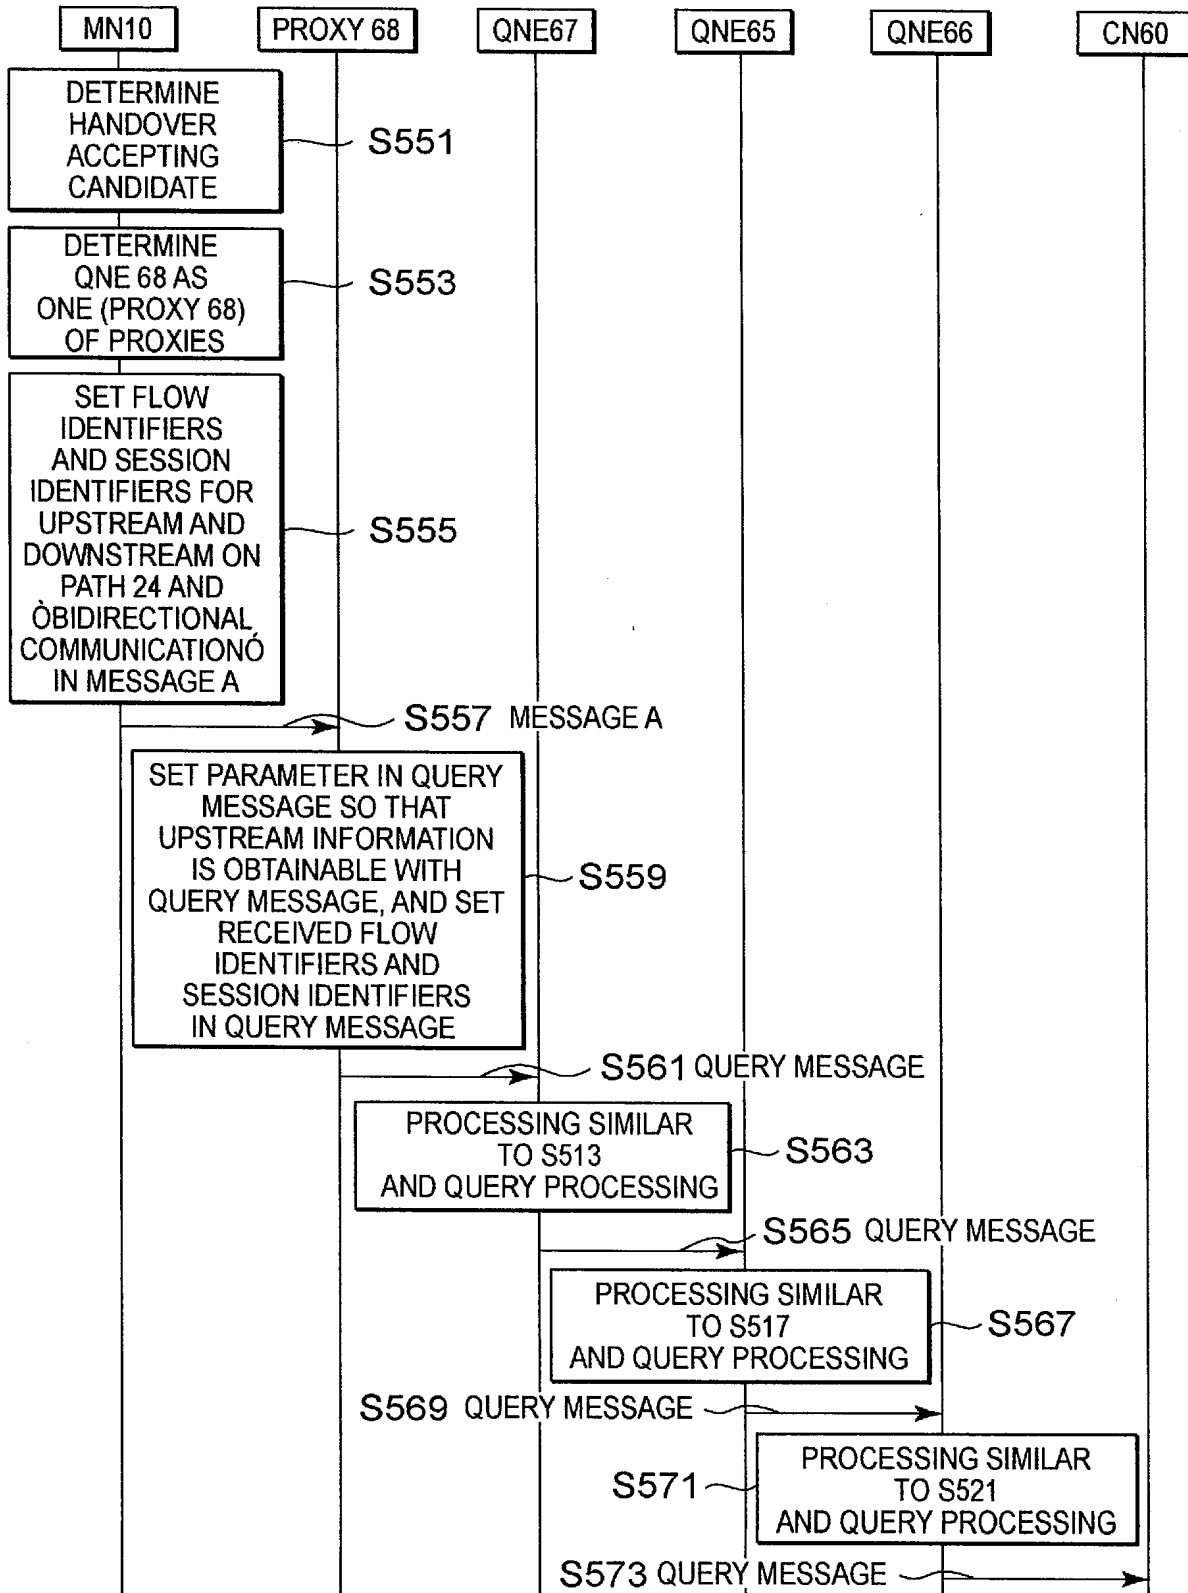 MN10
PROXY 68
QNE67
QNE65
QNE66
CN60
DETERMINE
HANDOVER
ACCEPTING
CANDIDATE
S551
DETERMINE
QNE 68 AS
ONE (PROXY 68)
OF PROXIES
S553
SET FLOW
IDENTIFIERS
AND SESSION
IDENTIFIERS FOR
UPSTREAM AND
DOWNSTREAM ON
PATH 24 AND
ÒBIDIRECTIONAL
COMMUNICATIONÓ
IN MESSAGE A
S555
S557 MESSAGE A
SET PARAMETER IN QUERY
MESSAGE SO THAT
UPSTREAM INFORMATION
IS OBTAINABLE WITH
QUERY MESSAGE, AND SET
RECEIVED FLOW
IDENTIFIERS AND
SESSION IDENTIFIERS
IN QUERY MESSAGE
S559
S561 QUERY MESSAGE
PROCESSING SIMILAR
TO S513
AND QUERY PROCESSING
S563
S565 QUERY MESSAGE
PROCESSING SIMILAR
TO S517
AND QUERY PROCESSING
S567
S569 QUERY MESSAGE
PROCESSING SIMILAR
TO S521
AND QUERY PROCESSING
S571
S573 QUERY MESSAGE